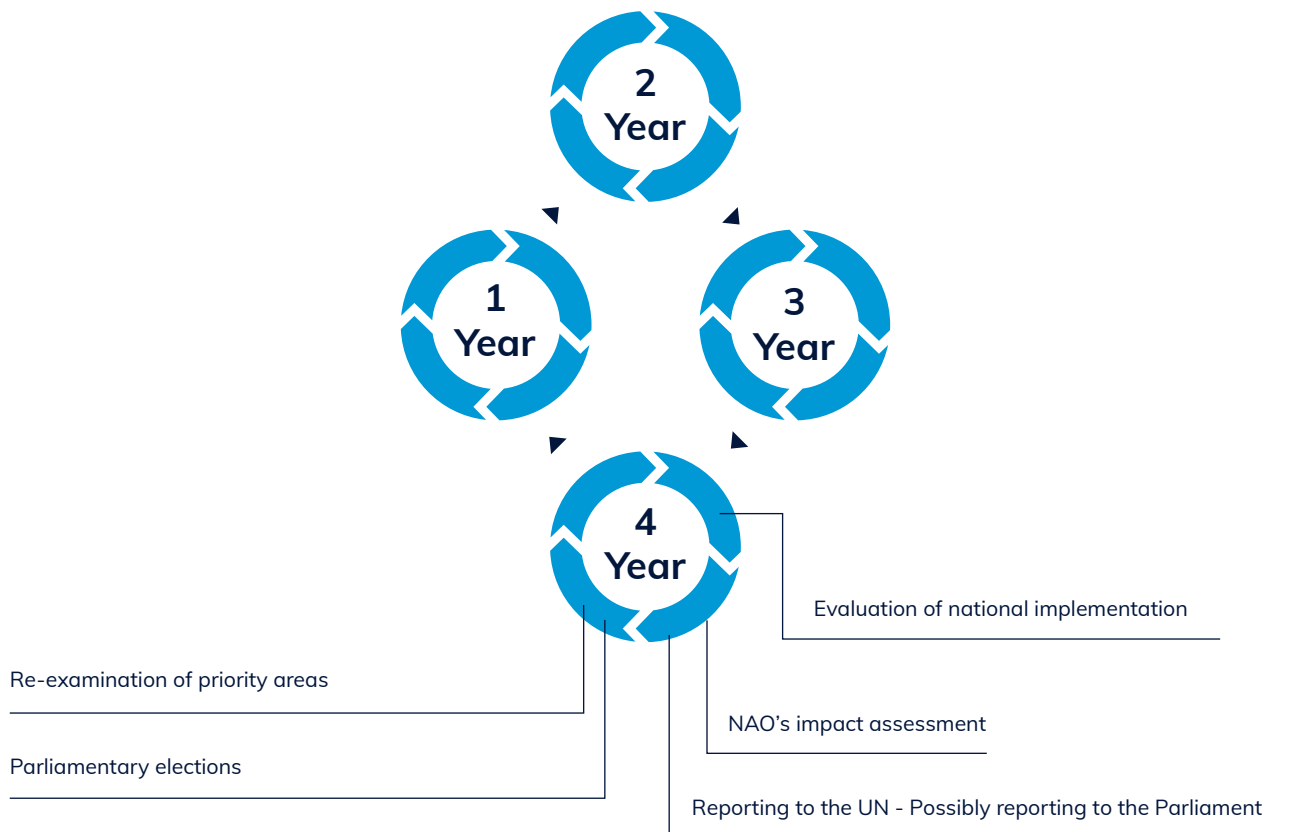 2
Year
1
Year
3
Year
4
Year
Evaluation of national implementation
Re-examination of priority areas
NAO’s impact assessment
Parliamentary elections
Reporting to the UN - Possibly reporting to the Parliament